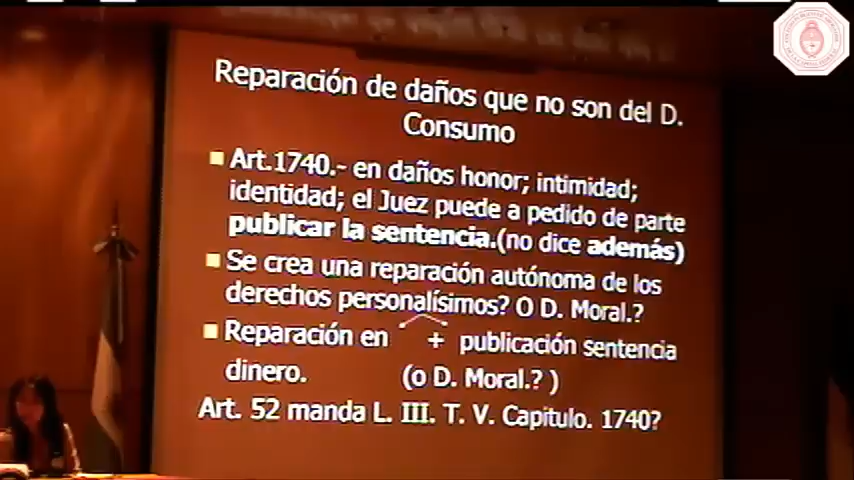 Reparación de daños que no son del D.
Consumo
Art.1740.- en daños honor; intimidad;
identidad; el Juez puede a pedido de parte
publicar la sentencia.(no dice además)
Se crea una reparación autónoma de los
derechos personalísimos? O D. Moral.?
Reparación en + publicación sentencia
dinero. (o D. Moral.? )
Art. 52 manda L. III. T. V. Capitulo. 1740?